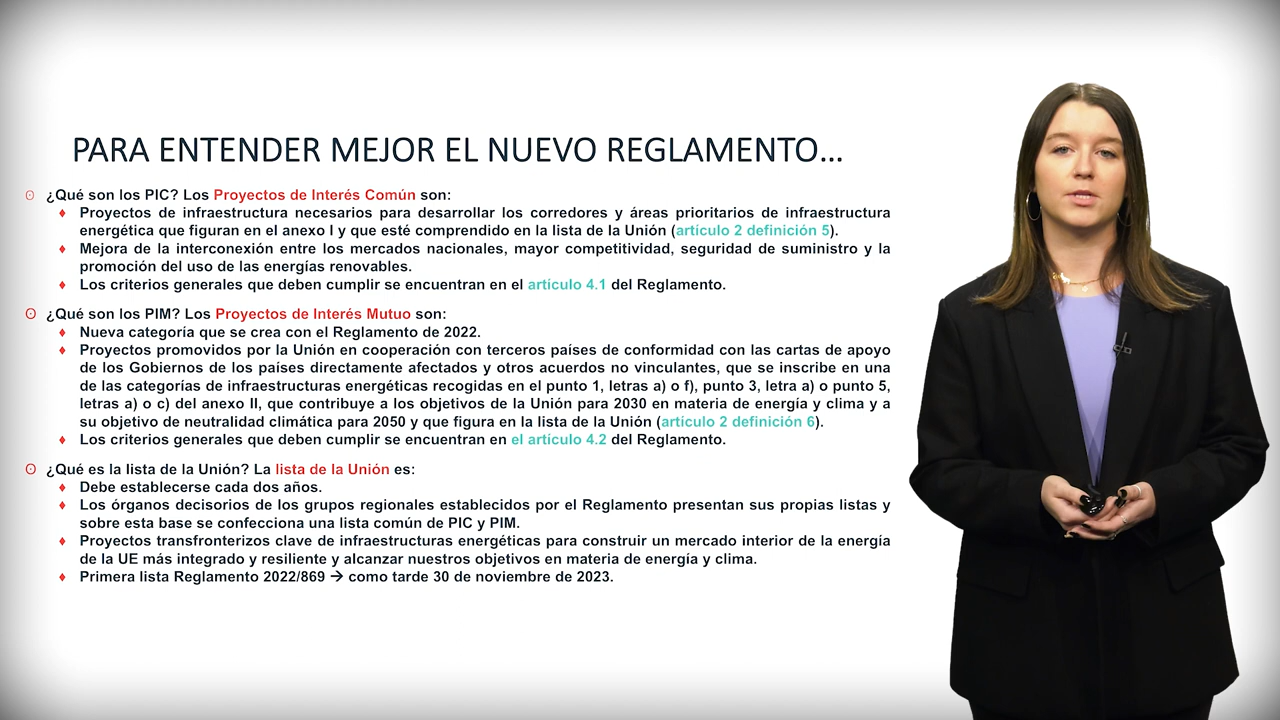 PARA ENTENDER MEJOR EL NUEVO REGLAMENTO...
¿Qué son los PIC? Los Proyectos de Interés Común son:
Proyectos de infraestructura necesarios para desarrollar los corredores y áreas prioritarios de infraestructura
energética que figuran en el anexo I y que esté comprendido en la lista de la Unión (artículo 2 definición 5).
Mejora de la interconexión entre los mercados nacionales, mayor competitividad, seguridad de suministro y la
promoción del uso de las energías renovables.
Los criterios generales que deben cumplir se encuentran en el artículo 4.1 del Reglamento.
¿Qué son los PIM? Los Proyectos de Interés Mutuo son:
Nueva categoría que se crea con el Reglamento de 2022.
Proyectos promovidos por la Unión en cooperación con terceros países de conformidad con las cartas de apoyo
de los Gobiernos de los países directamente afectados y otros acuerdos no vinculantes, que se inscribe en una
de las categorías de infraestructuras energéticas recogidas en el punto 1, letras a) o f), punto 3, letra a) o punto 5,
letras a) o c) del anexo II, que contribuye a los objetivos de la Unión para 2030 en materia de energía y clima y a
su objetivo de neutralidad climática para 2050 y que figura en la lista de la Unión (artículo 2 definición 6).
Los criterios generales que deben cumplir se encuentran en el artículo 4.2 del Reglamento.
¿Qué es la lista de la Unión? La lista de la Unión es:
Debe establecerse cada dos años.
Los órganos decisorios de los grupos regionales establecidos por el Reglamento presentan sus propias listas y
sobre esta base se confecciona una lista común de PIC y PIM.
Proyectos transfronterizos clave de infraestructuras energéticas para construir un mercado interior de la energía
de la UE más integrado y resiliente y alcanzar nuestros objetivos en materia de energía y clima.
Primera lista Reglamento 2022/869 → como tarde 30 de noviembre de 2023.